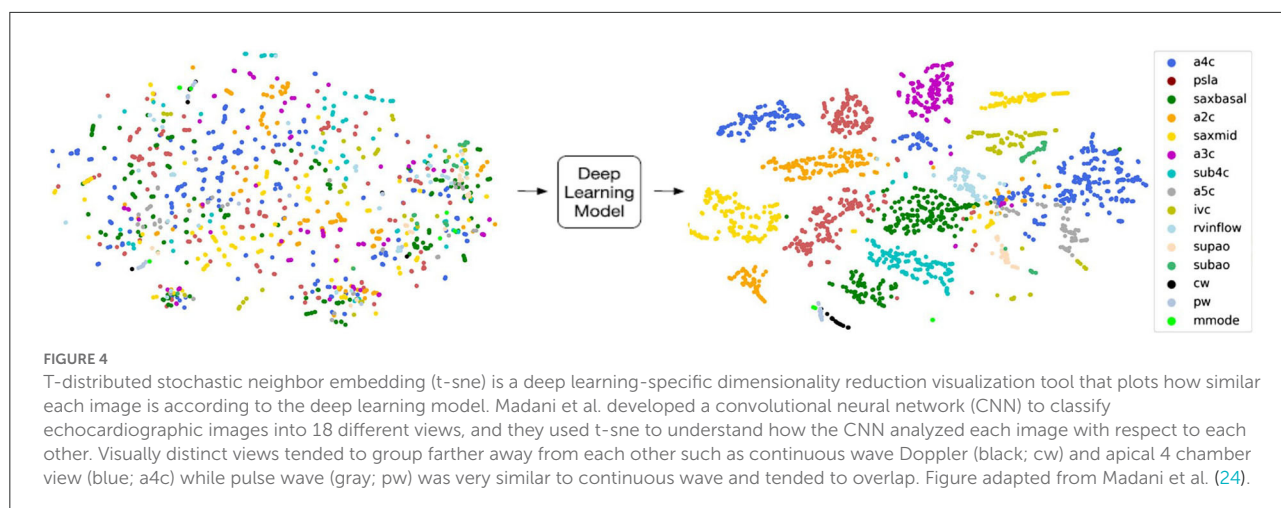 Deep
Learning
Model
a4c
psla
saxbasal
a2c
saxmid
a3c
sub4c
a5c
ivc
rvinflow
supao
subao
cw
pw
mmode
FIGURE 4
T-distributed stochastic neighbor embedding (t-sne) is a deep learning-specific dimensionality reduction visualization tool that plots how similar
each image is according to the deep learning model. Madani et al. developed a convolutional neural network (CNN) to classify
echocardiographic images into 18 different views, and they used t-sne to understand how the CNN analyzed each image with respect to each
other. Visually distinct views tended to group farther away from each other such as continuous wave Doppler (black; cw) and apical 4 chamber
view (blue; a4c) while pulse wave (gray; pw) was very similar to continuous wave and tended to overlap. Figure adapted from Madani et al. (24).